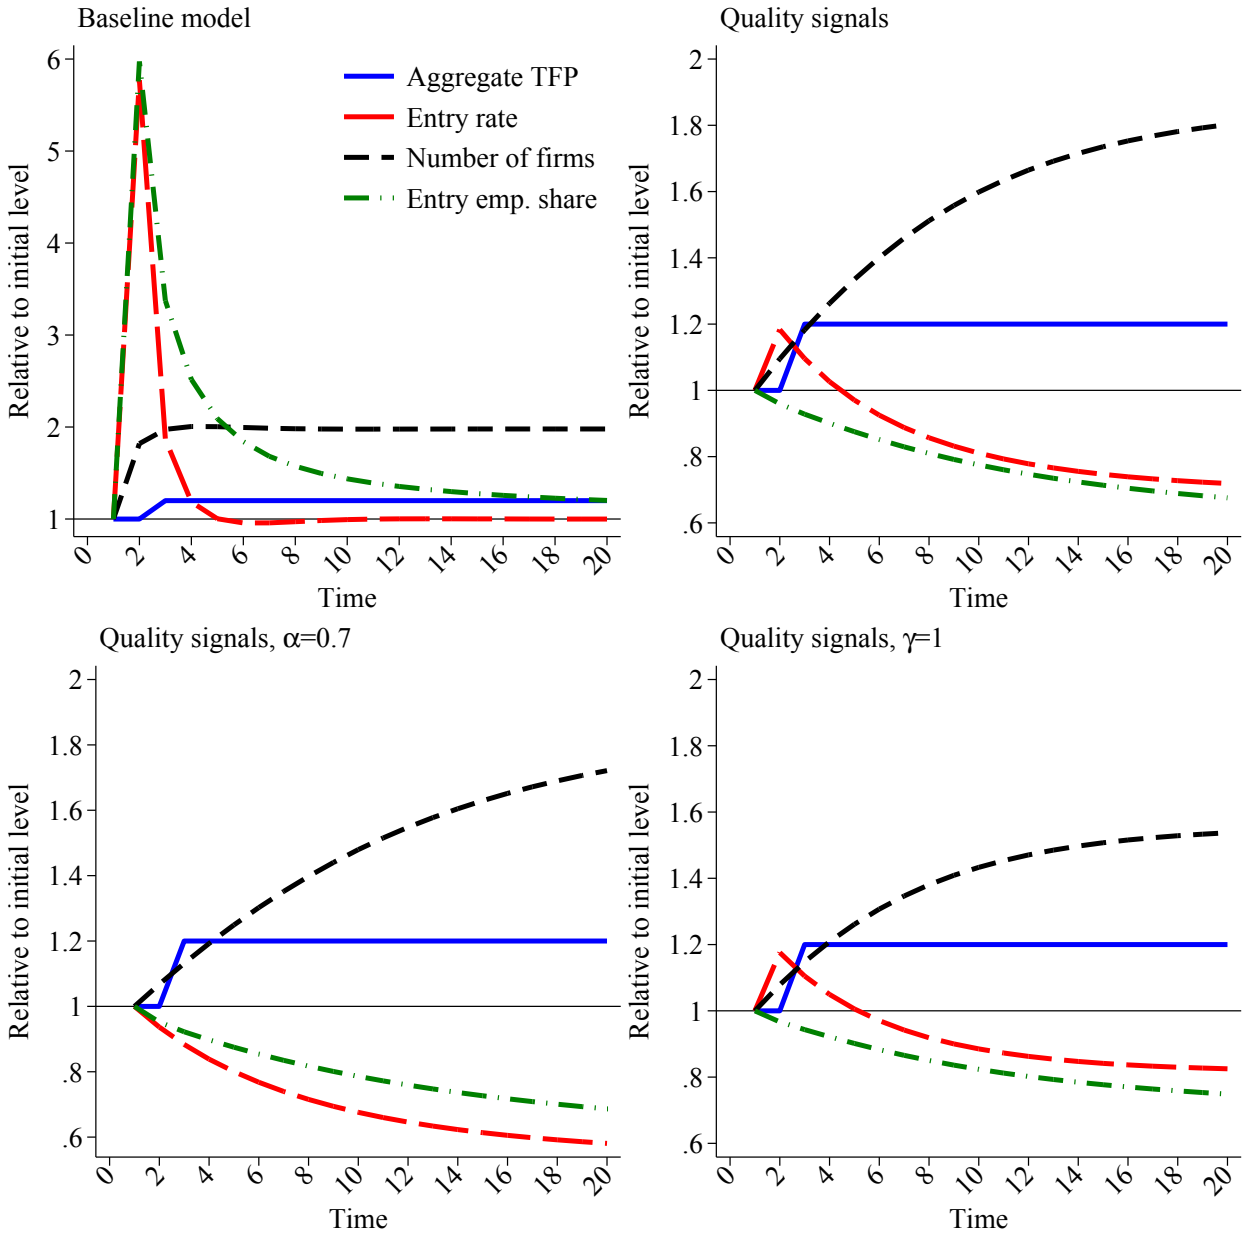 Baseline model
Relative to initial level
6
5
4
3
2
1
Aggregate TFP
Entry rate
Number of firms
Entry emp. share
0 2 4 6 8 10 12 14 16 18 20
Time
Quality signals
Relative to initial level
2
1.8
1.6
1.4
1.2
1
.8
.6
0 2 4 6 8 10 12 14 16 18 20
Time
Quality signals, α=0.7
Relative to initial level
2
1.8
1.6
1.4
1.2
1
.8
.6
0 2 4 6 8 10 12 14 16 18 20
Time
Quality signals, γ=1
Relative to initial level
2
1.8
1.6
1.4
1.2
1
.8
.6
0 2 4 6 8 10 12 14 16 18 20
Time